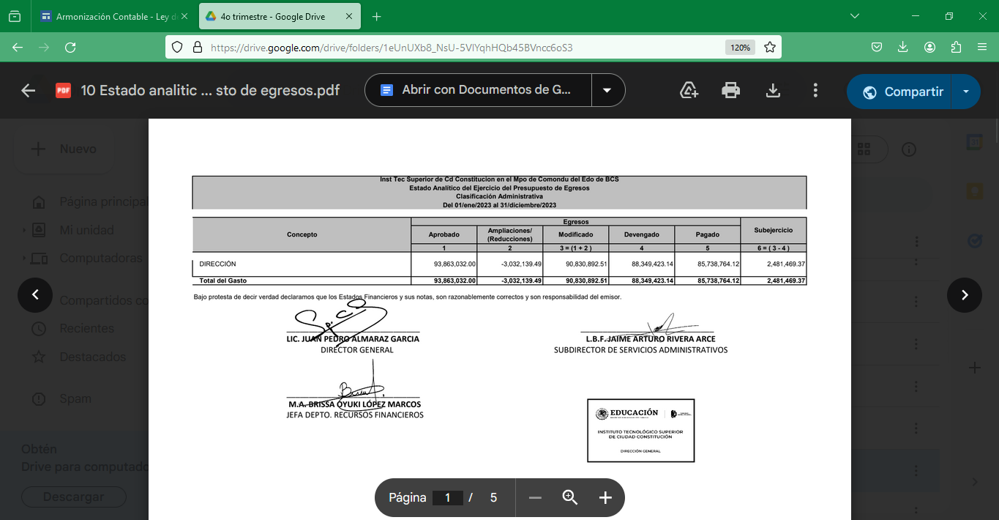 Armonización Contable - Ley d
4o trimestre - Google Drive
https://drive.google.com/drive/folders/1eUnUXb8_NsU-5VlYqhHQb45BVncc6oS3
120%
PDF
10 Estado analitic ... sto de egresos.pdf
Abrir con Documentos de G...
Compartir
Nuevo
Página principal
Mi unidad
Computadoras
Compartidos co
Recientes
Destacados
Spam
Obtén
Drive para computado
Descargar
31
Inst Tec Superior de Cd Constitucion en el Mpo de Comondu del Edo de BCS
Estado Analítico del Ejercicio del Presupuesto de Egresos
Clasificación Administrativa
Del 01/ene/2023 al 31/diciembre/2023
Egresos
Concepto Aprobado Ampliaciones/ (Reducciones) Modificado Devengado Pagado Subejercicio
1 2 3 = (1 + 2 ) 4 5 6 = ( 3 - 4 )
DIRECCIÓN 93,863,032.00 -3,032,139.49 90,830,892.51 88,349,423.14 85,738,764.12 2,481,469.37
Total del Gasto 93,863,032.00 -3,032,139.49 90,830,892.51 88,349,423.14 85,738,764.12 2,481,469.37
Bajo protesta de decir verdad declaramos que los Estados Financieros y sus notas, son razonablemente correctos y son responsabilidad del emisor.
LIC. JUAN PEDRO ALMARAZ GARCIA
DIRECTOR GENERAL
L.B.F. JAIME ARTURO RIVERA ARCE
SUBDIRECTOR DE SERVICIOS ADMINISTRATIVOS
M.A. BRISSA OYUKI LÓPEZ MARCOS
JEFA DEPTO. RECURSOS FINANCIEROS
EDUCACIÓN
INSTITUTO TECNOLÓGICO SUPERIOR
DE CIUDAD CONSTITUCIÓN
DIRECCIÓN GENERAL
Página 1 / 5